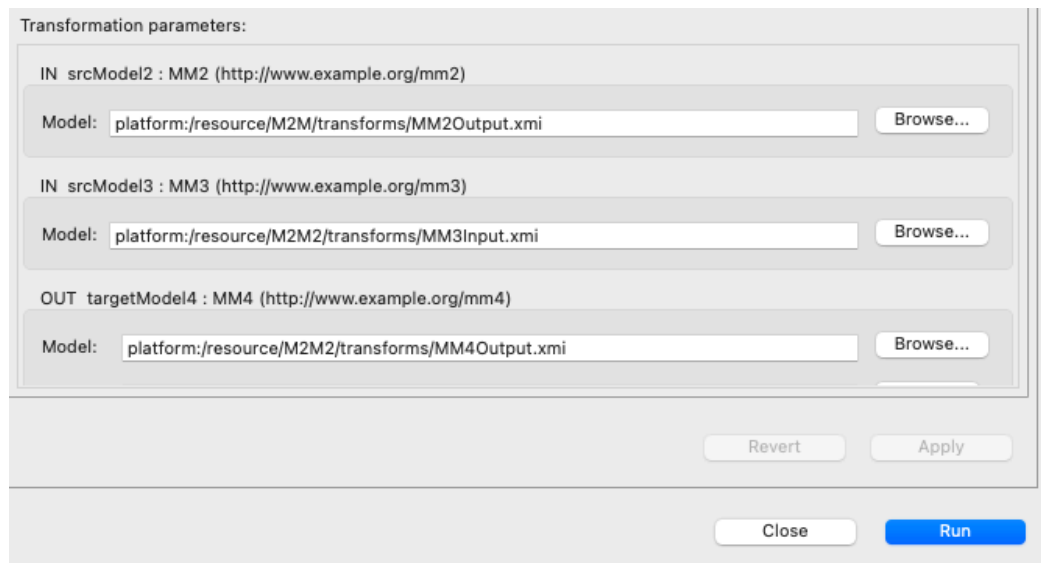 Transformation parameters:
IN srcModel2 : MM2 (http://www.example.org/mm2)
Model: platform:/resource/M2M/transforms/MM2Output.xmi Browse...
IN srcModel3 : MM3 (http://www.example.org/mm3)
Model: platform:/resource/M2M2/transforms/MM3Input.xmi Browse...
OUT targetModel4 : MM4 (http://www.example.org/mm4)
Model: platform:/resource/M2M2/transforms/MM4Output.xmi Browse...
Revert Apply
Close Run